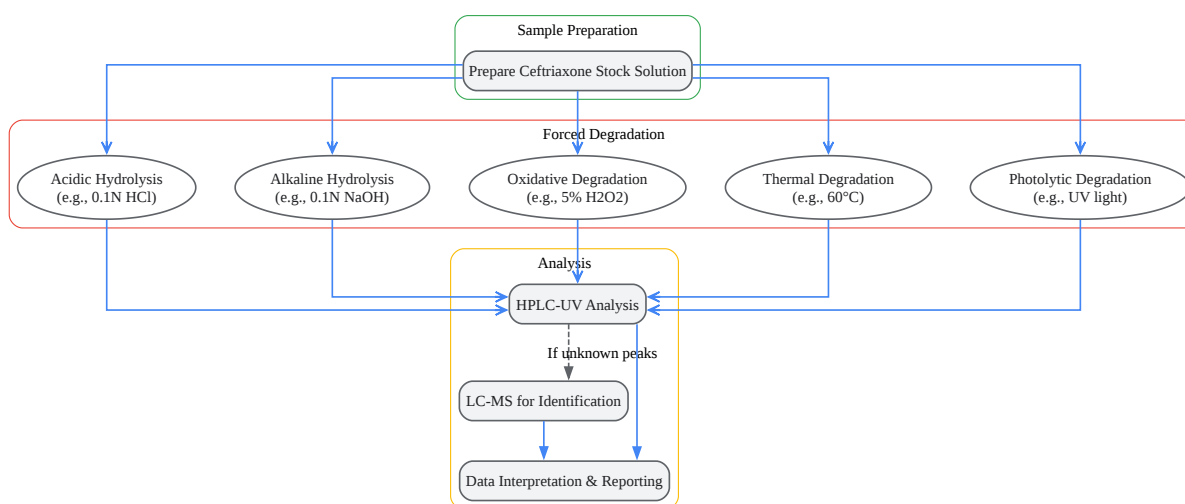 Sample Preparation
Prepare Ceftriaxone Stock Solution
Forced Degradation
Acidic Hydrolysis
(e.g., 0.1N HCl)
Alkaline Hydrolysis
(e.g., 0.1N NaOH)
Oxidative Degradation
(e.g., 5% H2O2)
Thermal Degradation
(e.g., 60°C)
Photolytic Degradation
(e.g., UV light)
Analysis
HPLC-UV Analysis
If unknown peaks
LC-MS for Identification
Data Interpretation & Reporting